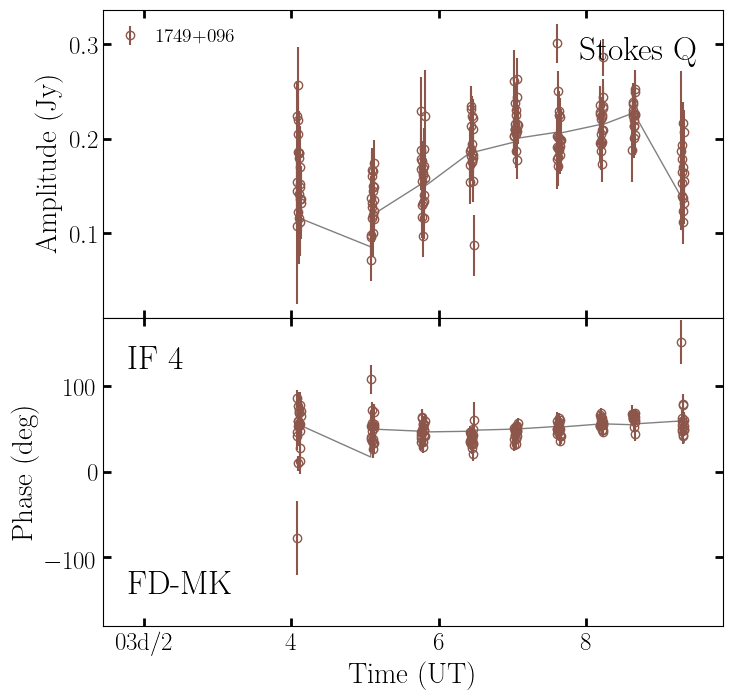 1749+096
Stokes Q
0.3
0.2
0.1
Amplitude (Jy)
IF 4
100
0
−100
Phase (deg)
FD-MK
03d/2 4 6 8
Time (UT)